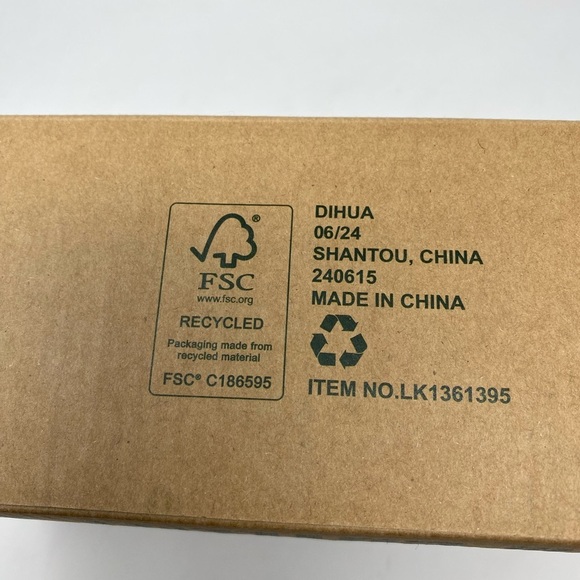 FSC®
www.fsc.org
RECYCLED
Packaging made from
recycled material
FSC® C186595
DIHUA
06/24
SHANTOU, CHINA
240615
MADE IN CHINA
ITEM NO.LK1361395